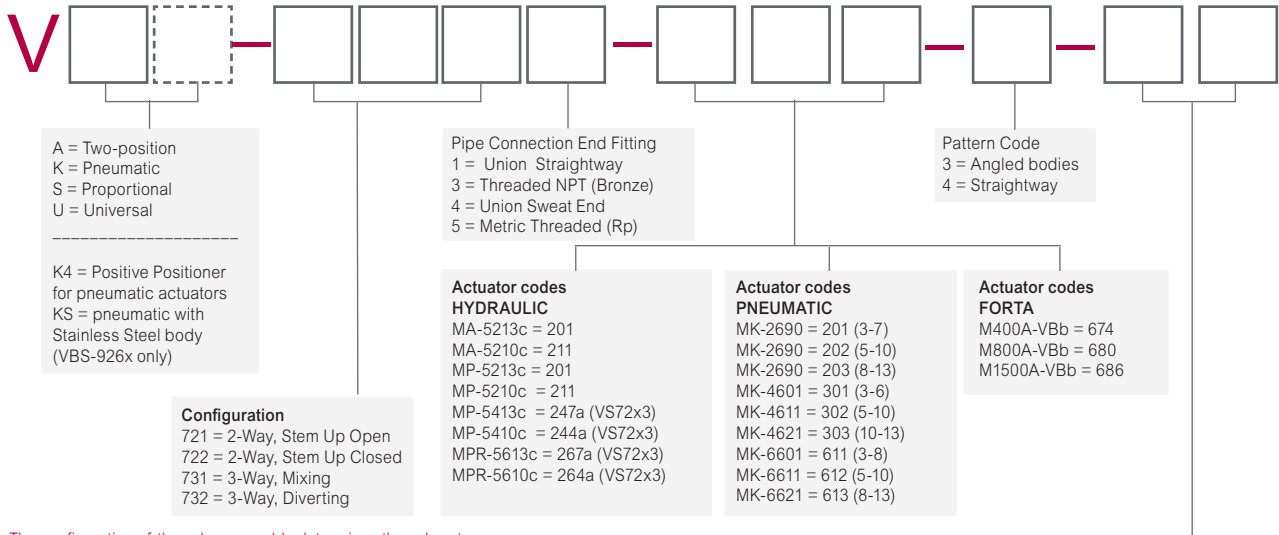 V
A = Two-position
K = Pneumatic
S = Proportional
U = Universal
____________________
K4 = Positive Positioner
for pneumatic actuators
KS = pneumatic with
Stainless Steel body
(VBS-926x only)
Configuration
721 = 2-Way, Stem Up Open
722 = 2-Way, Stem Up Closed
731 = 3-Way, Mixing
732 = 3-Way, Diverting
Pipe Connection End Fitting
1 = Union Straightway
3 = Threaded NPT (Bronze)
4 = Union Sweat End
5 = Metric Threaded (Rp)
Actuator codes
HYDRAULIC
MA-5213c = 201
MA-5210c = 211
MP-5213c = 201
MP-5210c = 211
MP-5413c = 247a (VS72x3)
MP-5410c = 244a (VS72x3)
MPR-5613c = 267a (VS72x3)
MPR-5610c = 264a (VS72x3)
Actuator codes
PNEUMATIC
MK-2690 = 201 (3-7)
MK-2690 = 202 (5-10)
MK-2690 = 203 (8-13)
MK-4601 = 301 (3-6)
MK-4611 = 302 (5-10)
MK-4621 = 303 (10-13)
MK-6601 = 611 (3-8)
MK-6611 = 612 (5-10)
MK-6621 = 613 (8-13)
Pattern Code
3 = Angled bodies
4 = Straightway
Actuator codes
FORTA
M400A-VBb = 674
M800A-VBb = 680
M1500A-VBb = 686